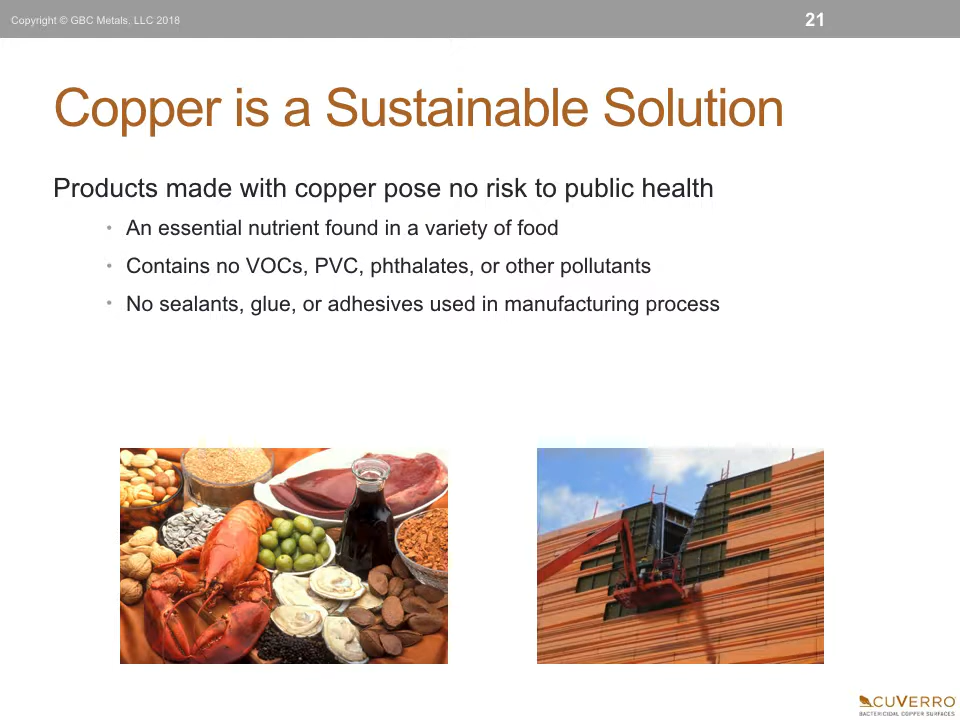 Copyright © GBC Metals, LLC 2018
21
Copper is a Sustainable Solution
Products made with copper pose no risk to public health
• An essential nutrient found in a variety of food
• Contains no VOCs, PVC, phthalates, or other pollutants
• No sealants, glue, or adhesives used in manufacturing process
CUVERRO
BACTERICIDAL COPPER SURFACES